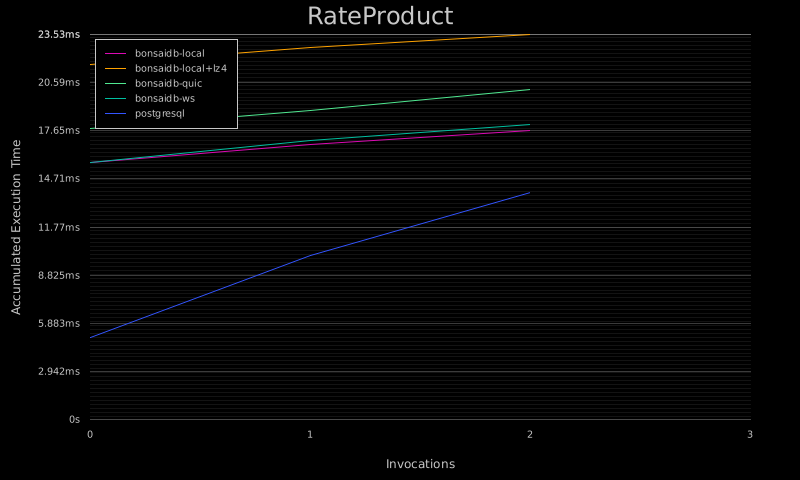 RateProduct
23.53ms
bonsaidb-local
bonsaidb-local+lz4
bonsaidb-quic
bonsaidb-ws
postgresql
20.59ms
17.65ms
14.71ms
11.77ms
8.825ms
5.883ms
2.942ms
0s
Accumulated Execution Time
0 1 2 3
Invocations